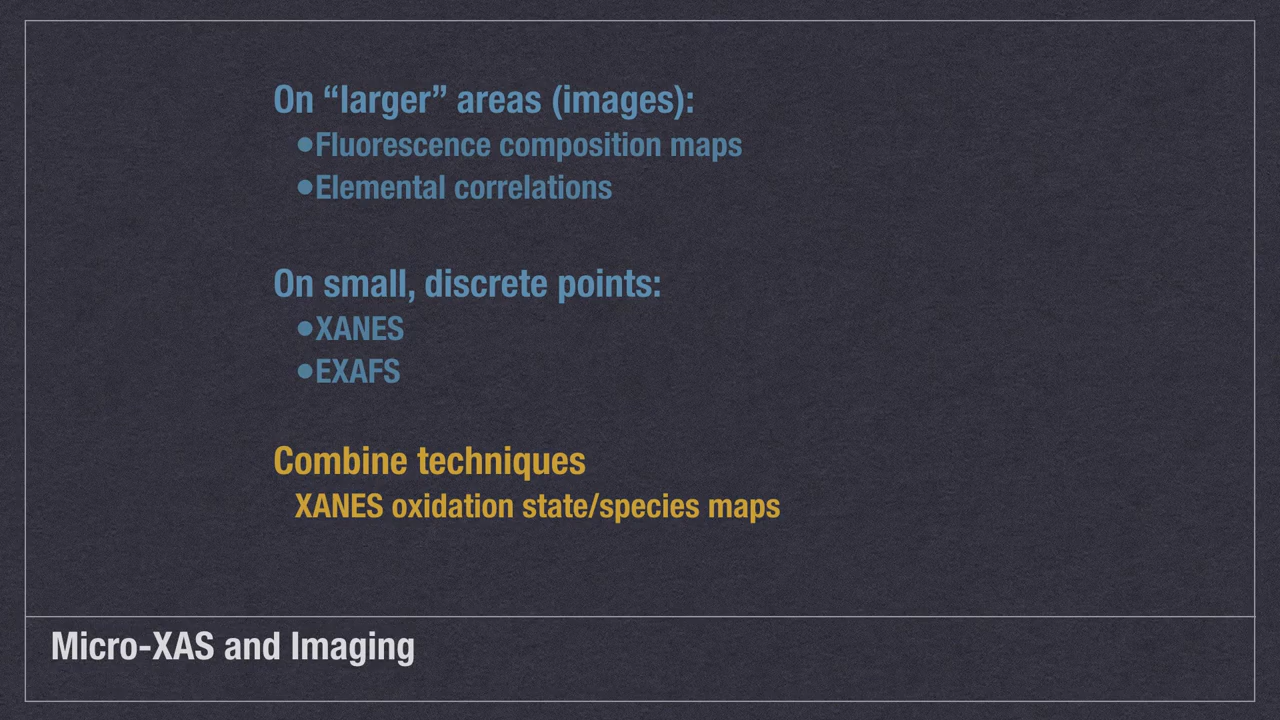 On “larger” areas (images):
•Fluorescence composition maps
•Elemental correlations
On small, discrete points:
•XANES
•EXAFS
Combine techniques
XANES oxidation state/species maps
Micro-XAS and Imaging